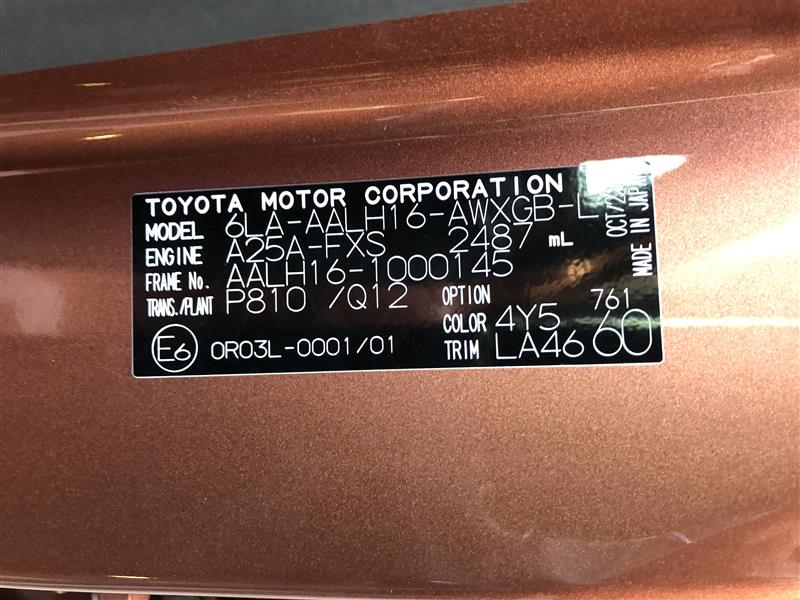 TOYOTA MOTOR CORPORATION
MODEL 6LA-AALH16-AWXGB-L
ENGINE A25A-FXS 2487 mL
FRAME No. AALH16-1000145
TRANS./PLANT P810 /Q12
OPTION 761
COLOR 4Y5
TRIM LA46 60
E6 0R03L-0001/01
MADE IN JAPAN